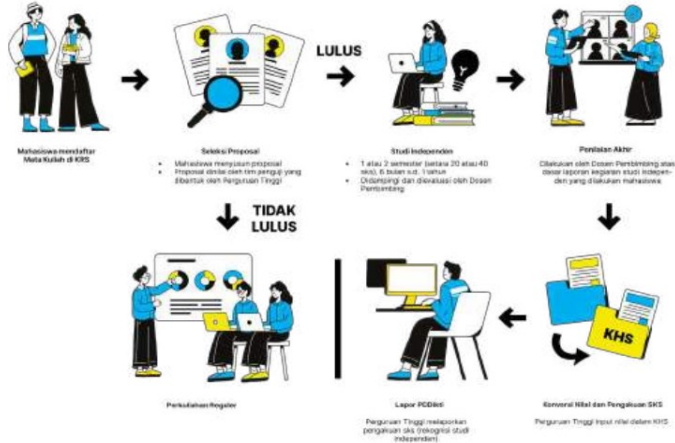 Mahasiswa mendaftar
Mata Kuliah di KRS
Seleksi Proposal
• Mahasiswa menyusun proposal
• Proposal dinilai oleh tim penguji yang
dibentuk oleh Perguruan Tinggi
LULUS
Studi Independen
• 1 atau 2 semester (setara 20 atau 40
sks), 6 bulan s.d. 1 tahun
• Didampingi dan dievaluasi oleh Dosen
Pembimbing
Penilaian Akhir
Dilakukan oleh Dosen Pembimbing atas
dasar laporan kegiatan studi indepen-
den yang dilakukan mahasiswa
TIDAK
LULUS
Perkuliahan Reguler
Lapor PDDikti
Perguruan Tinggi melaporkan
pengakuan sks (rekognisi studi
independen)
KHS
Konversi Nilai dan Pengakuan SKS
Perguruan Tinggi input nilai dalam KHS